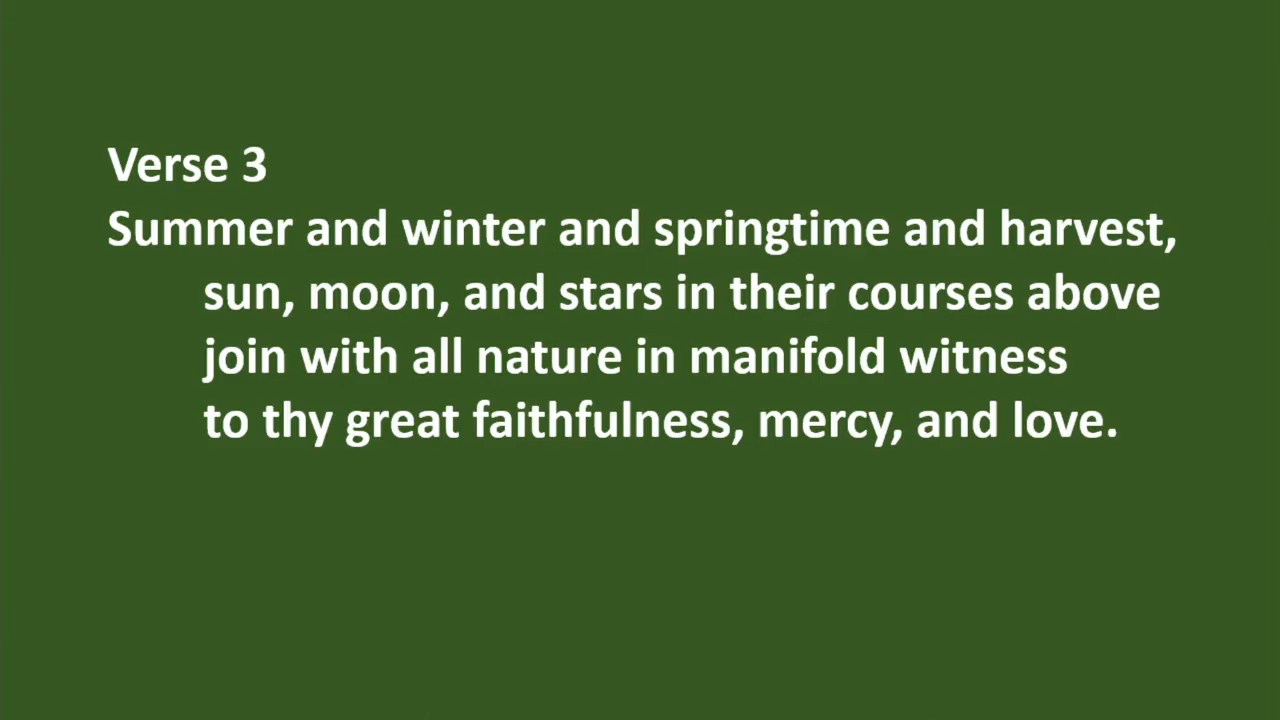 Verse 3
Summer and winter and springtime and harvest,
sun, moon, and stars in their courses above
join with all nature in manifold witness
to thy great faithfulness, mercy, and love.